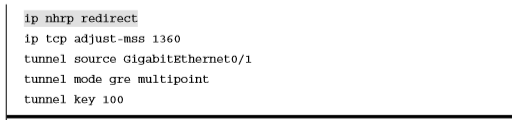 ip nhrp redirect
ip tcp adjust-mss 1360
tunnel source GigabitEthernet0/1
tunnel mode gre multipoint
tunnel key 100